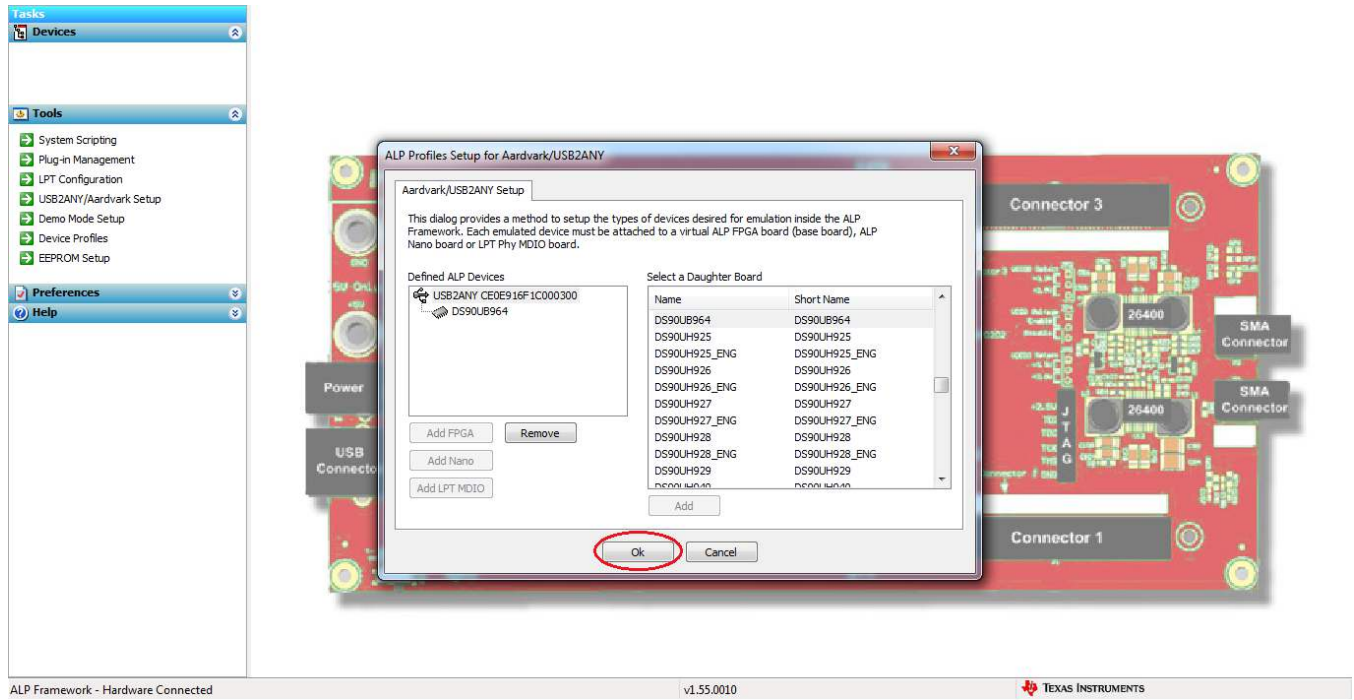 Tasks
Devices
Tools
System Scripting
Plug-in Management
LPT Configuration
USB2ANY/Aardvark Setup
Demo Mode Setup
Device Profiles
EEPROM Setup
Preferences
Help
ALP Profiles Setup for Aardvark/USB2ANY
Aardvark/USB2ANY Setup
This dialog provides a method to setup the types of devices desired for emulation inside the ALP
Framework. Each emulated device must be attached to a virtual ALP FPGA board (base board), ALP
Nano board or LPT Phy MDIO board.
Defined ALP Devices
USB2ANY CE0E916F1C000300
DS90UB964
Add FPGA
Remove
Add Nano
Add LPT MDIO
Select a Daughter Board
Name Short Name
DS90UB964 DS90UB964
DS90UH925 DS90UH925
DS90UH925_ENG DS90UH925_ENG
DS90UH926 DS90UH926
DS90UH926_ENG DS90UH926_ENG
DS90UH927 DS90UH927
DS90UH927_ENG DS90UH927_ENG
DS90UH928 DS90UH928
DS90UH928_ENG DS90UH928_ENG
DS90UH929 DS90UH929
DS90UH940 DS90UH940
Add
Ok
Cancel
Power
USB
Connecto
Connector 3
26400
SMA
Connector
SMA
Connector
J
T
A
G
26400
Connector 1
ALP Framework - Hardware Connected
v1.55.0010
TEXAS INSTRUMENTS